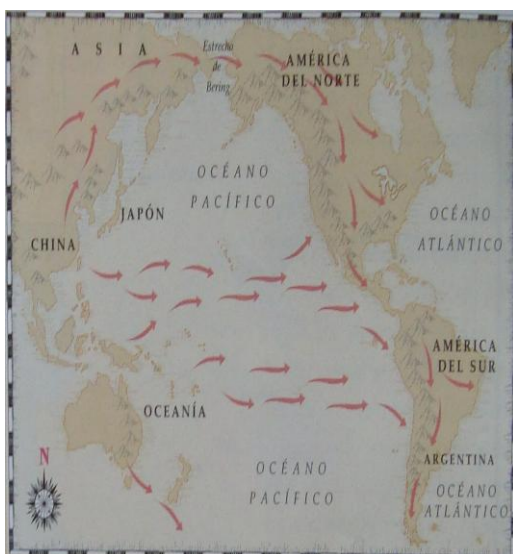 A S I A
Estrecho
de
Bering
AMÉRICA
DEL NORTE
OCÉANO
PACÍFICO
JAPÓN
OCÉANO
ATLÁNTICO
CHINA
AMÉRICA
DEL SUR
OCEANÍA
ARGENTINA
N
OCÉANO
PACÍFICO
OCÉANO
ATLÁNTICO